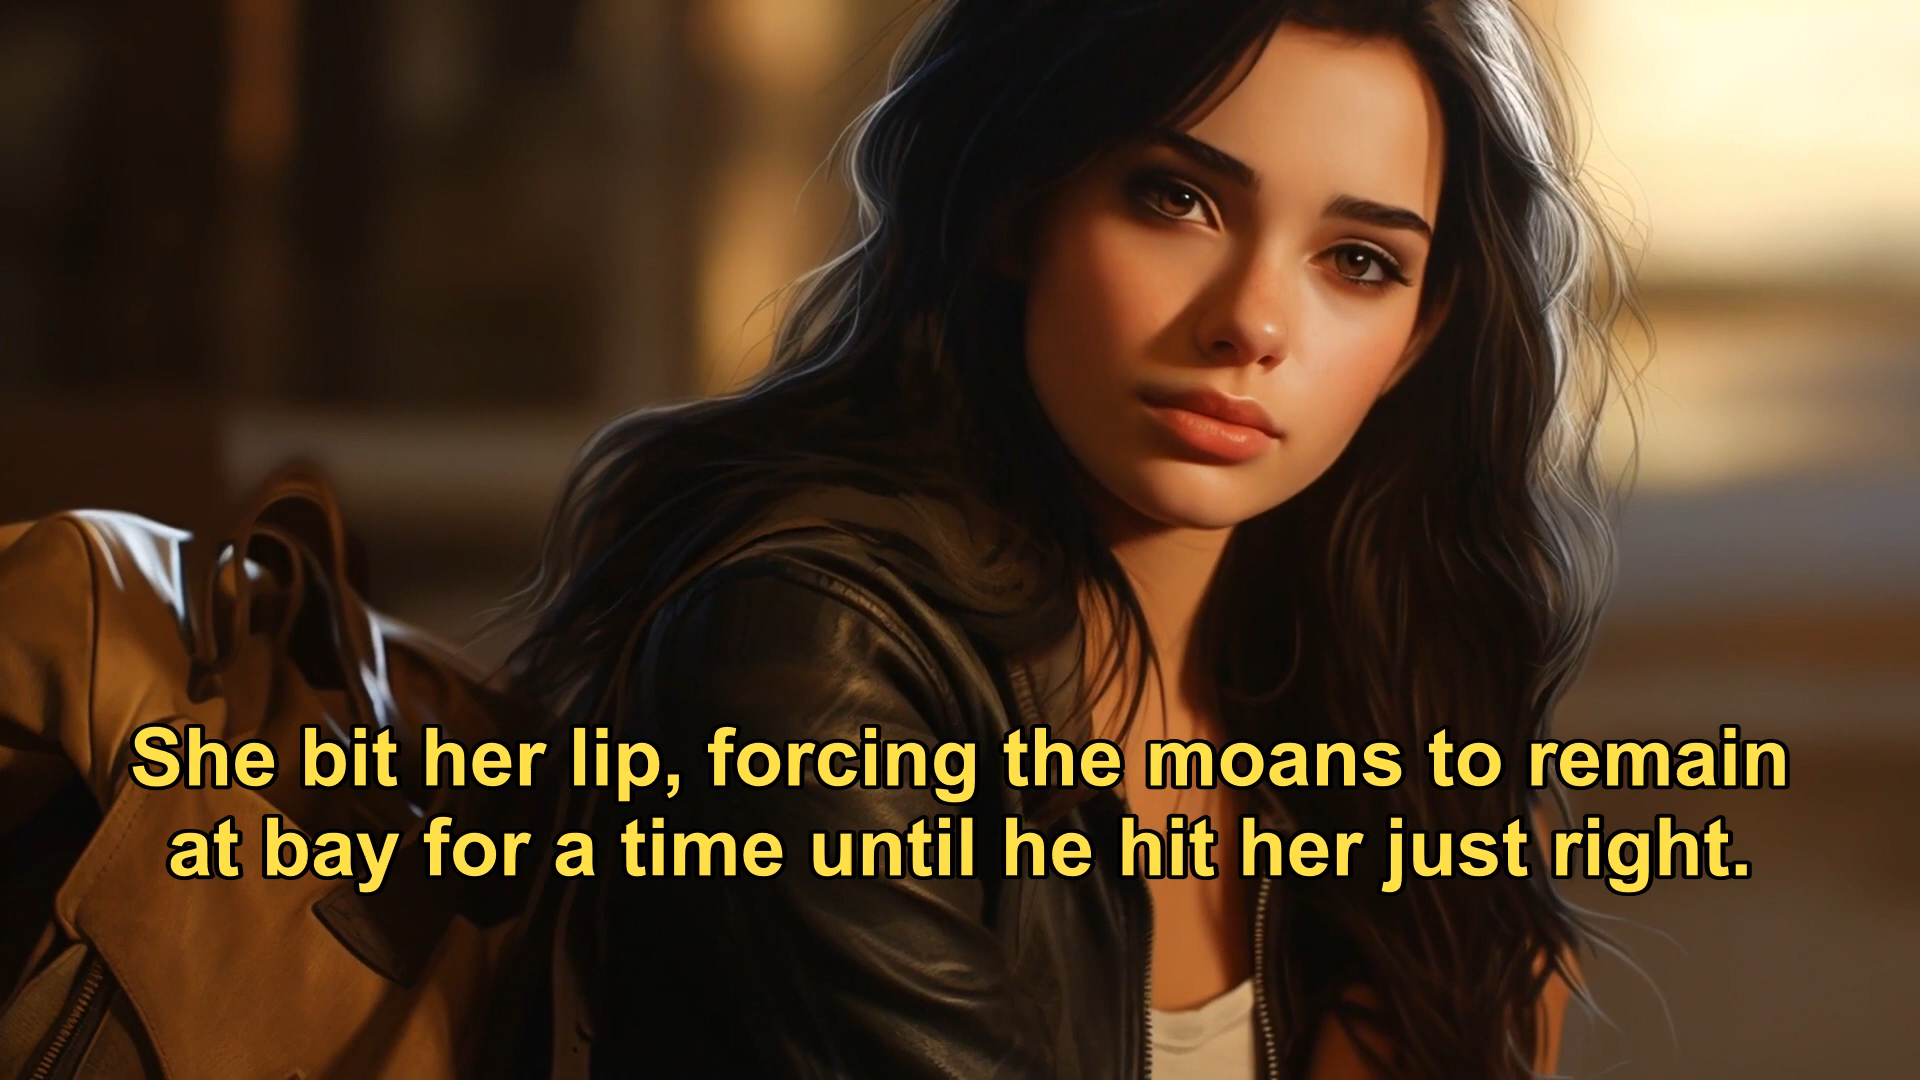 She bit her lip, forcing the moans to remain
at bay for a time until he hit her just right.